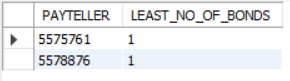 PAYTELLER LEAST_NO_OF_BONDS
5575761 1
5578876 1